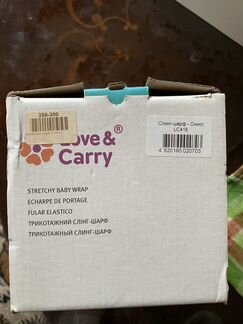 359-300
Love &
Carry®
Слинг-шарф - Оникс
LC416
4 820190 020703
STRETCHY BABY WRAP
ECHARPE DE PORTAGE
FULAR ELASTICO
ТРИКОТАЖНИЙ СЛІНГ-ШАРФ
ТРИКОТАЖНЫЙ СЛИНГ-ШАРФ